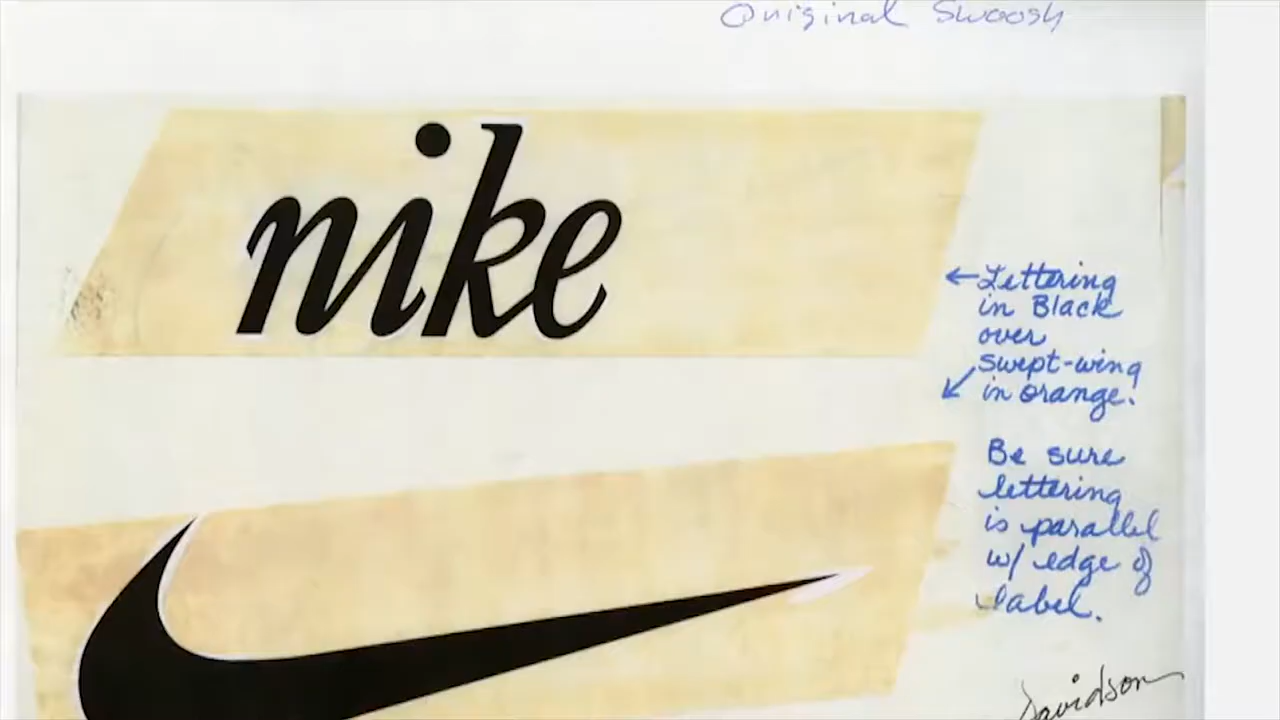 Original Swoosh
nike
← Lettering
in Black
over
swept-wing
↙ in orange.
Be sure
lettering
is parallel
w/ edge of
label.
Davidson